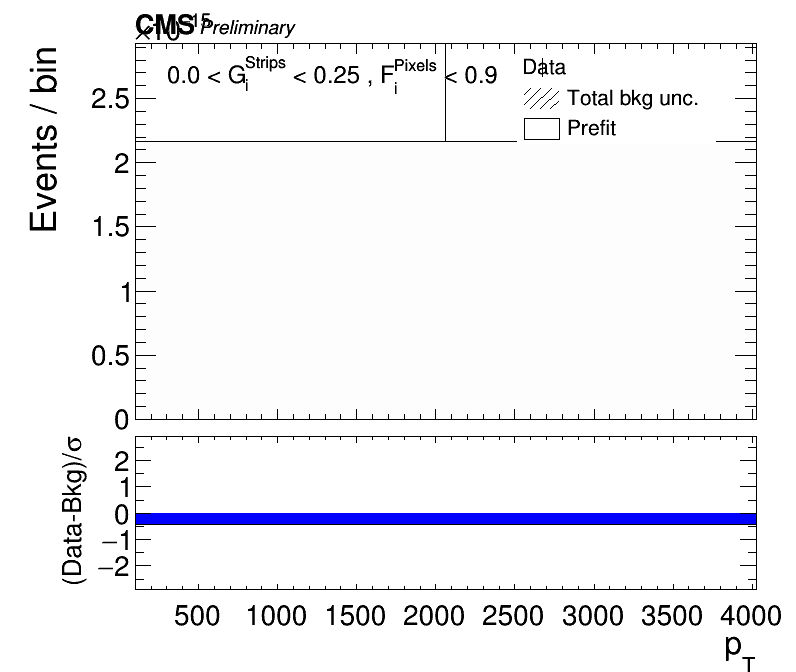 CMS Preliminary
×10^15
Events / bin
0.0 < G_i^Strips < 0.25 , F_i^Pixels < 0.9
Data
Total bkg unc.
Prefit
2.5
2
1.5
1
0.5
0
(Data-Bkg)/σ
2
1
0
−1
−2
500 1000 1500 2000 2500 3000 3500 4000
p_T